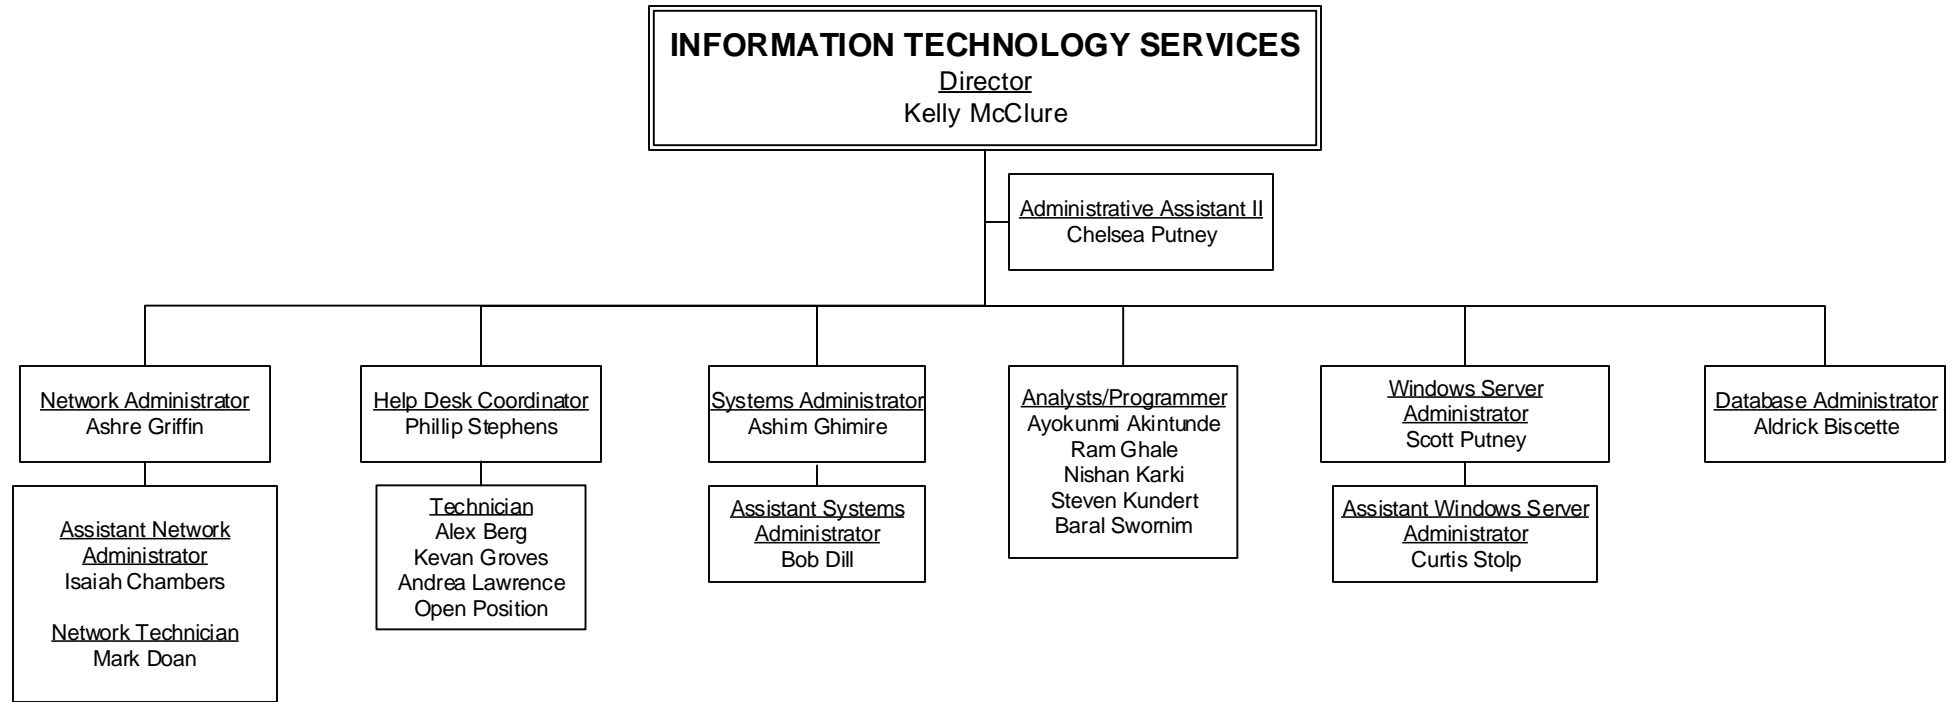 INFORMATION TECHNOLOGY SERVICES
Director
Kelly McClure
Administrative Assistant II
Chelsea Putney
Network Administrator
Ashre Griffin
Help Desk Coordinator
Phillip Stephens
Systems Administrator
Ashim Ghimire
Analysts/Programmer
Ayokunmi Akintunde
Ram Ghale
Nishan Karki
Steven Kundert
Baral Swornim
Windows Server
Administrator
Scott Putney
Database Administrator
Aldrick Biscette
Assistant Network
Administrator
Isaiah Chambers
Network Technician
Mark Doan
Technician
Alex Berg
Kevan Groves
Andrea Lawrence
Open Position
Assistant Systems
Administrator
Bob Dill
Assistant Windows Server
Administrator
Curtis Stolp